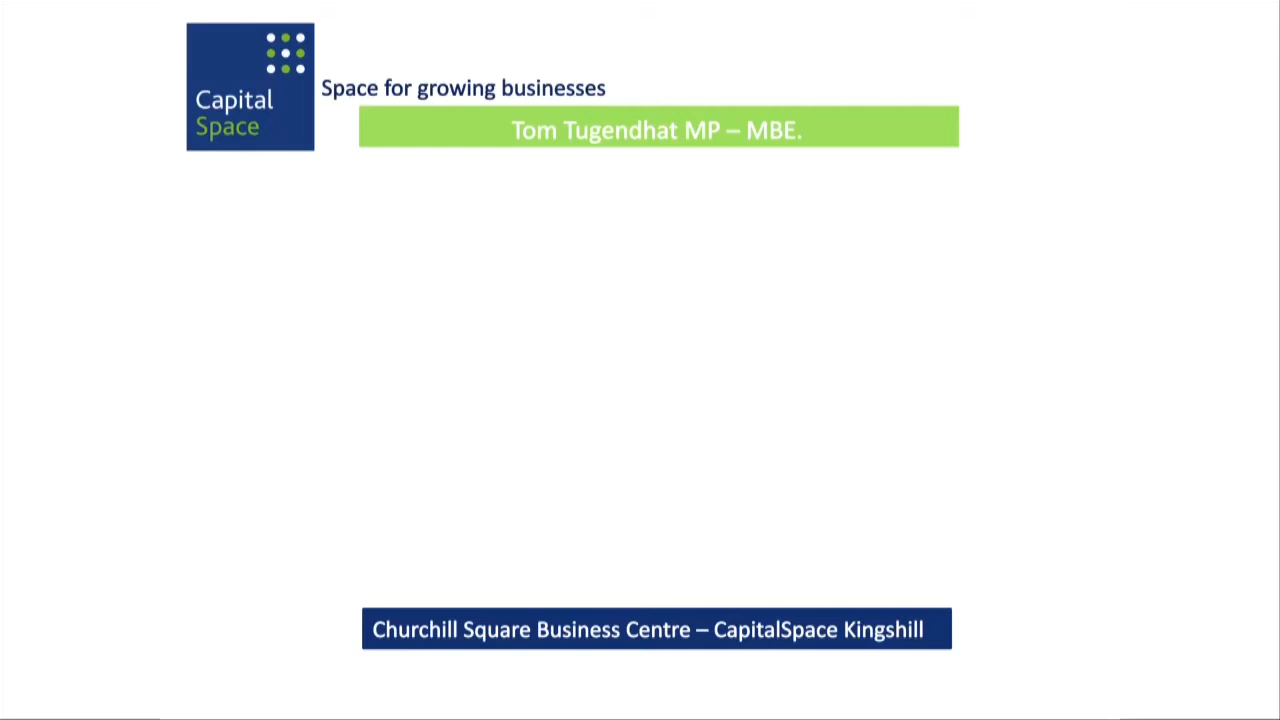 Capital
Space
Space for growing businesses
Tom Tugendhat MP – MBE.
Churchill Square Business Centre – CapitalSpace Kingshill